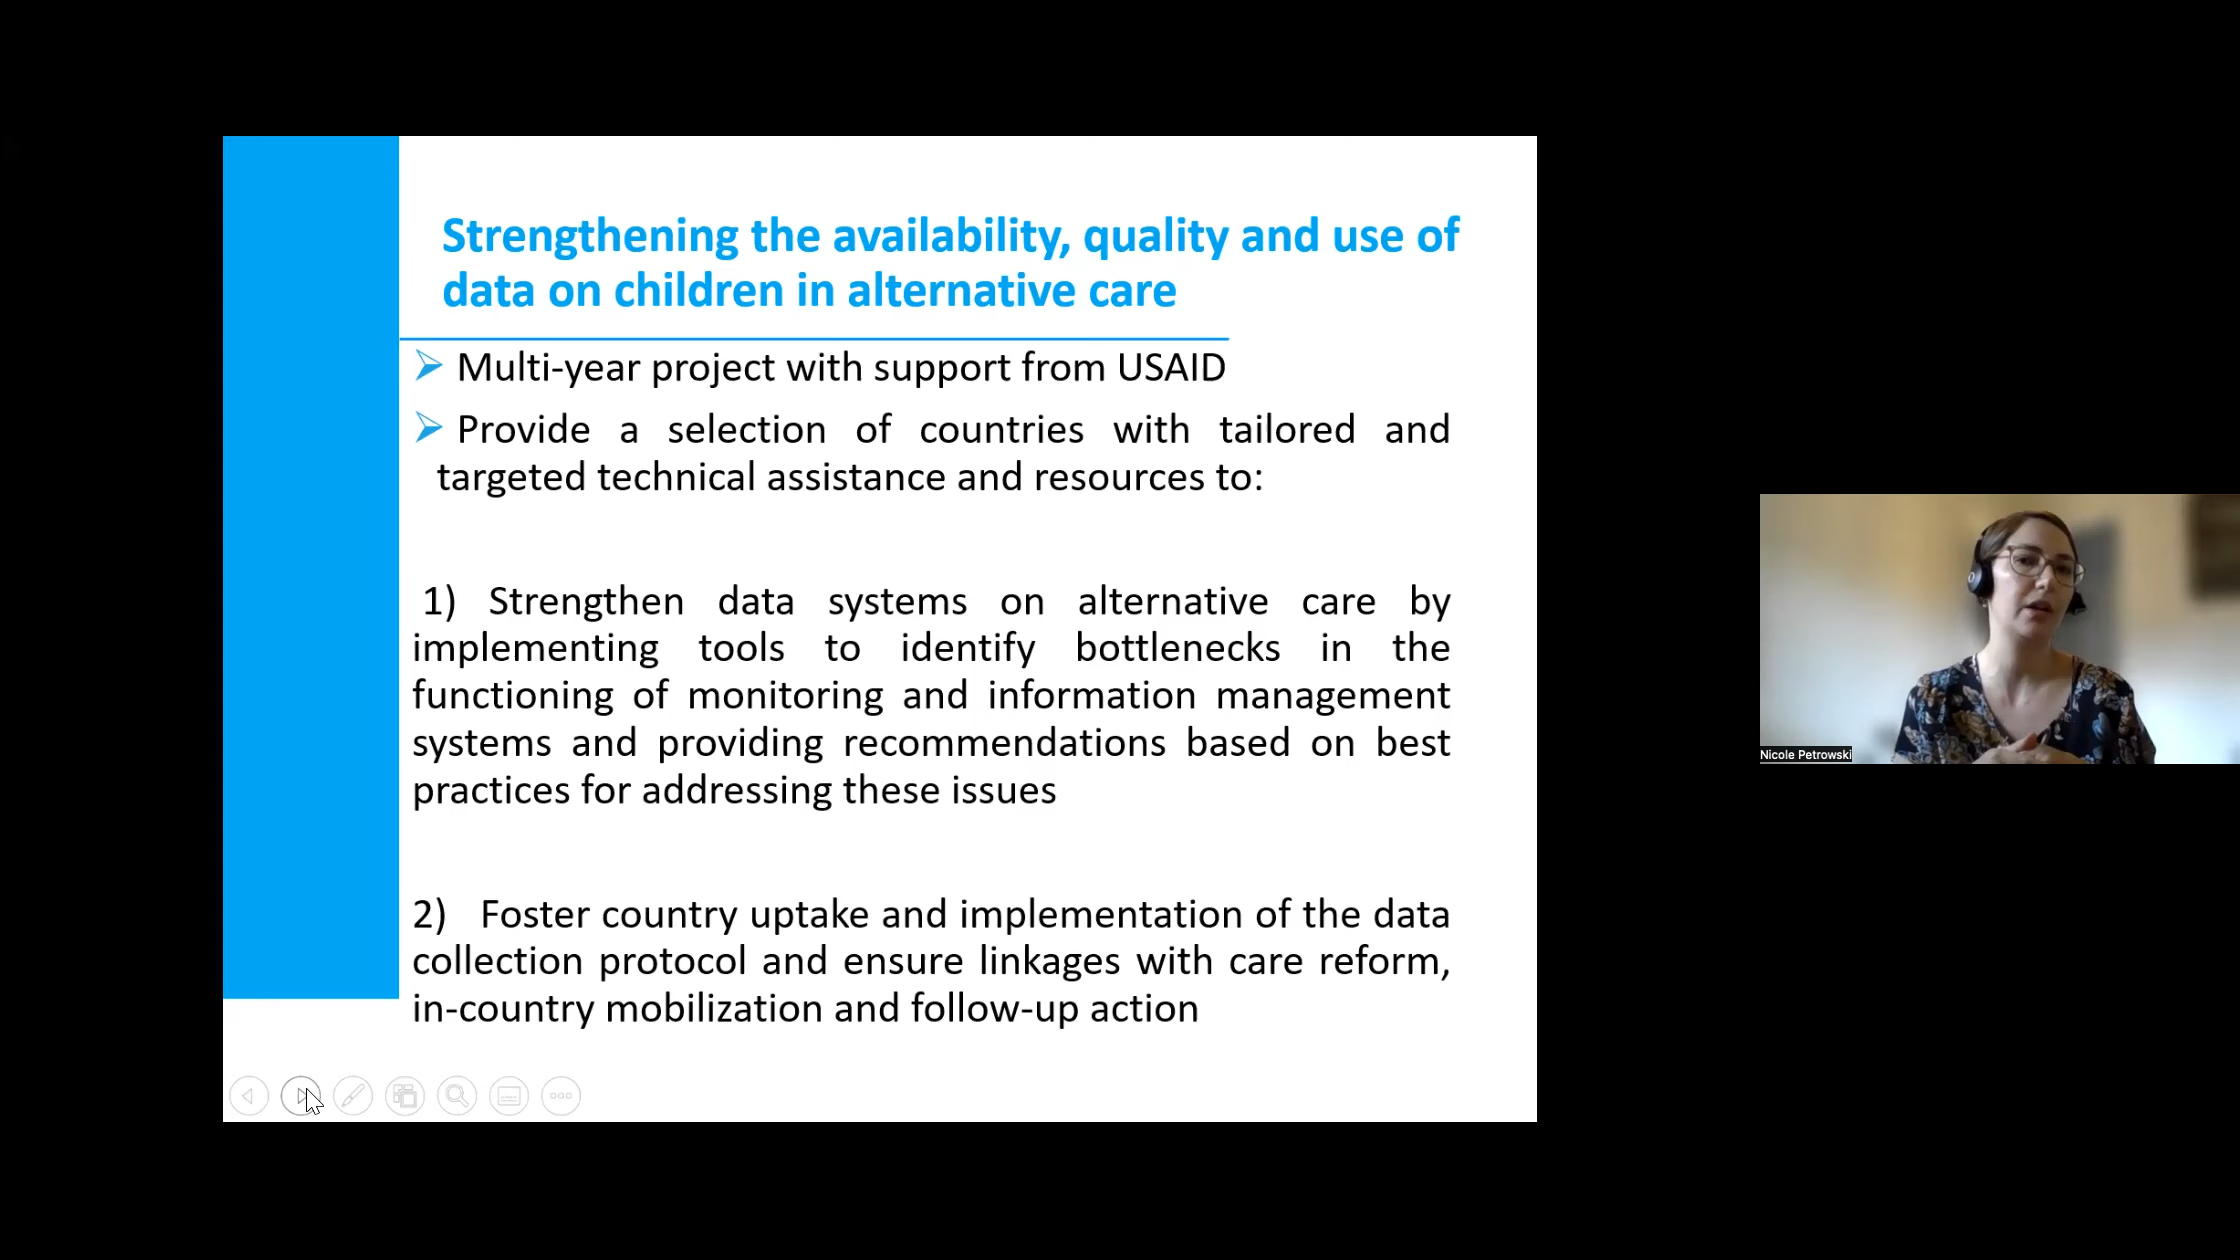 Strengthening the availability, quality and use of
data on children in alternative care
Multi-year project with support from USAID
Provide a selection of countries with tailored and
targeted technical assistance and resources to:
1) Strengthen data systems on alternative care by
implementing tools to identify bottlenecks in the
functioning of monitoring and information management
systems and providing recommendations based on best
practices for addressing these issues
2) Foster country uptake and implementation of the data
collection protocol and ensure linkages with care reform,
in-country mobilization and follow-up action
Nicole Petrowski